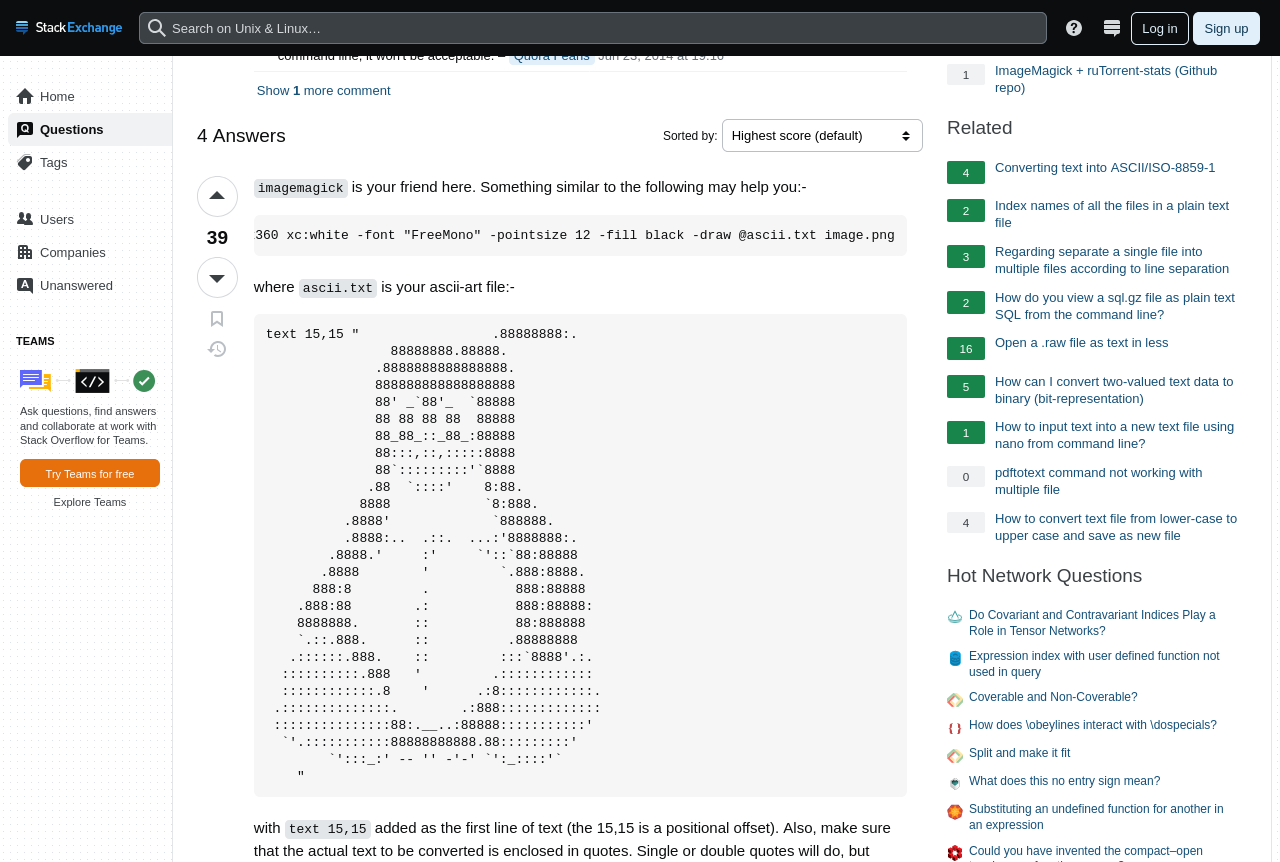 StackExchange
Search on Unix & Linux…
Log in
Sign up
Home
Questions
Tags
Users
Companies
Unanswered
TEAMS
Ask questions, find answers
and collaborate at work with
Stack Overflow for Teams.
Try Teams for free
Explore Teams
command line, it won't be acceptable. – Quora Feans Jun 23, 2014 at 19:16
Show 1 more comment
4 Answers
Sorted by:
Highest score (default)
39
imagemagick is your friend here. Something similar to the following may help you:-
360 xc:white -font "FreeMono" -pointsize 12 -fill black -draw @ascii.txt image.png
where ascii.txt is your ascii-art file:-
text 15,15 "                 .88888888:.
                88888888.88888.
              .8888888888888888.
              888888888888888888
              88' _`88'_  `88888
              88 88 88 88  88888
              88_88_::_88_:88888
              88:::,::,:::::8888
              88`:::::::::'`8888
             .88  `::::'    8:88.
            8888            `8:888.
          .8888'             `888888.
          .8888:..  .::.  ...:'8888888:.
        .8888.'     :'     `'::`88:88888
       .8888        '         `.888:8888.
      888:8         .           888:88888
    .888:88        .:           888:88888:
    8888888.       ::           88:888888
    `.::.888.      ::          .88888888
   .::::::.888.    ::         :::`8888'.:.
  ::::::::::.888   '         .::::::::::::
  ::::::::::::.8    '      .:8::::::::::::.
 .::::::::::::::.        .:888:::::::::::::
 :::::::::::::::88:.__..:88888:::::::::::'
  `'.:::::::::::88888888888.88:::::::::'
        `':::_:' -- '' -'-' `':_::::'`
    "
with text 15,15 added as the first line of text (the 15,15 is a positional offset). Also, make sure
that the actual text to be converted is enclosed in quotes. Single or double quotes will do, but
1
ImageMagick + ruTorrent-stats (Github
repo)
Related
4
Converting text into ASCII/ISO-8859-1
2
Index names of all the files in a plain text
file
3
Regarding separate a single file into
multiple files according to line separation
2
How do you view a sql.gz file as plain text
SQL from the command line?
16
Open a .raw file as text in less
5
How can I convert two-valued text data to
binary (bit-representation)
1
How to input text into a new text file using
nano from command line?
0
pdftotext command not working with
multiple file
4
How to convert text file from lower-case to
upper case and save as new file
Hot Network Questions
Do Covariant and Contravariant Indices Play a
Role in Tensor Networks?
Expression index with user defined function not
used in query
Coverable and Non-Coverable?
How does \obeylines interact with \dospecials?
Split and make it fit
What does this no entry sign mean?
Substituting an undefined function for another in
an expression
Could you have invented the compact–open